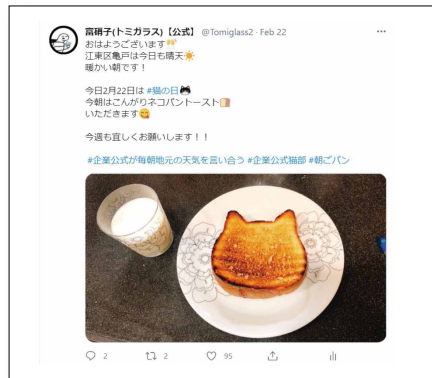 富硝子(トミガラス)【公式】 @Tomiglass2 · Feb 22
おはようございます
江東区亀戸は今日も晴天☀
暖かい朝です！
今日2月22日は #猫の日
今朝はこんがりネコパントースト🍞
いただきます😋
今週も宜しくお願いします！！
#企業公式が毎朝地元の天気を言い合う #企業公式猫部 #朝ごパン
2 2 95